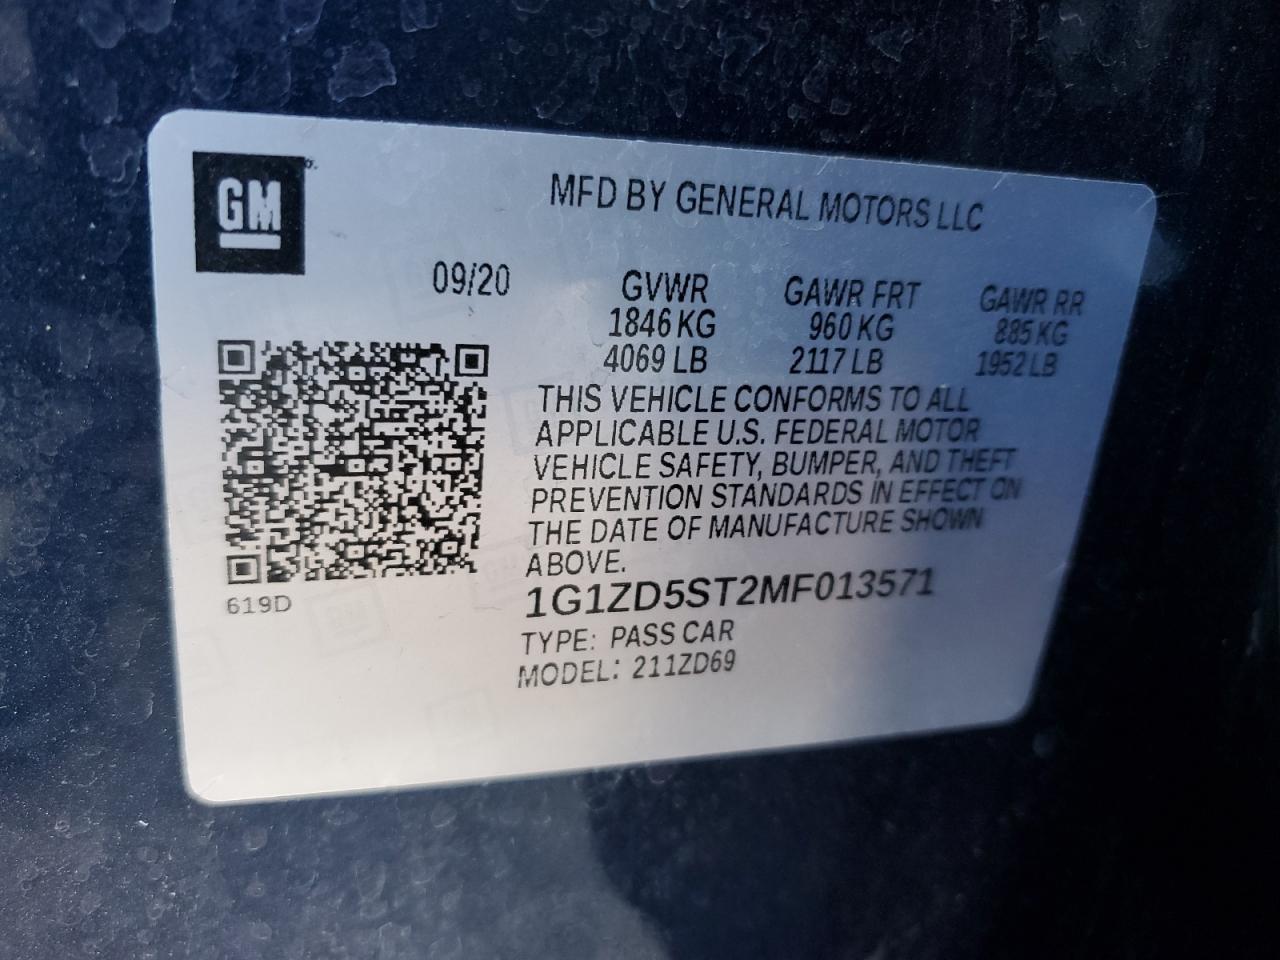 GM
MFD BY GENERAL MOTORS LLC
09/20 GVWR GAWR FRT GAWR RR
1846 KG 960 KG 885 KG
4069 LB 2117 LB 1952 LB
THIS VEHICLE CONFORMS TO ALL
APPLICABLE U.S. FEDERAL MOTOR
VEHICLE SAFETY, BUMPER, AND THEFT
PREVENTION STANDARDS IN EFFECT ON
THE DATE OF MANUFACTURE SHOWN
ABOVE.
619D
1G1ZD5ST2MF013571
TYPE: PASS CAR
MODEL: 211ZD69